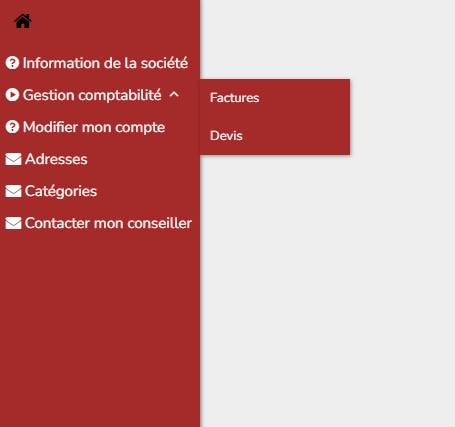 Information de la société
Gestion comptabilité
Factures
Devis
Modifier mon compte
Adresses
Catégories
Contacter mon conseiller